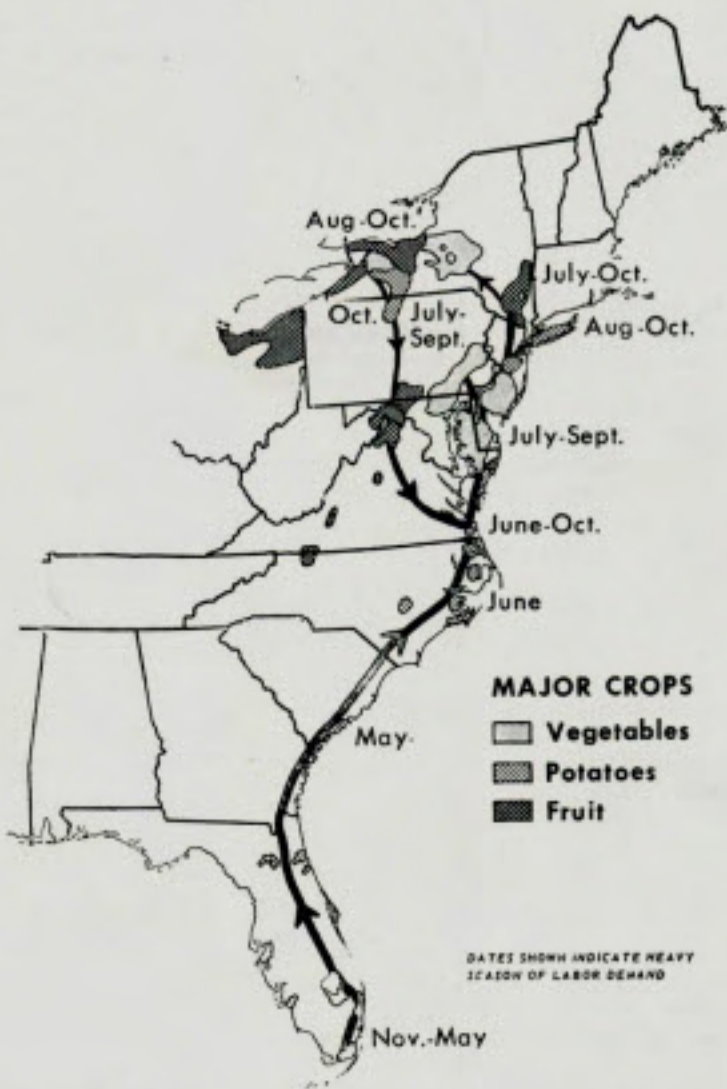 Aug-Oct.
July-Oct.
Oct.
July-
Sept.
Aug-Oct.
July-Sept.
June-Oct.
June
MAJOR CROPS
Vegetables
Potatoes
Fruit
May
DATES SHOWN INDICATE HEAVY
SEASON OF LABOR DEMAND
Nov.-May